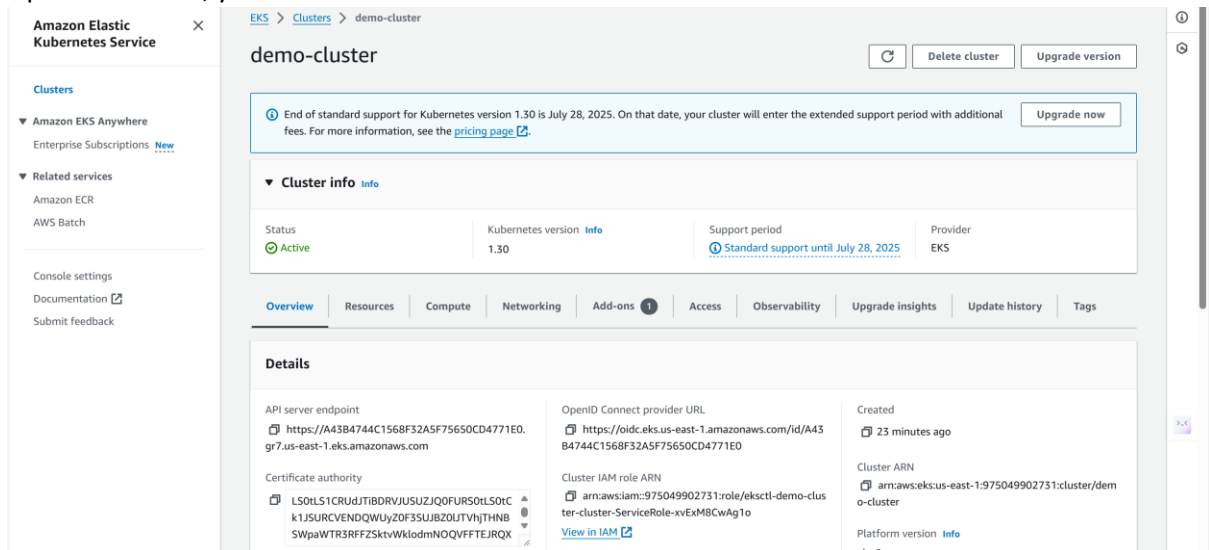 Amazon Elastic
Kubernetes Service
Clusters
Amazon EKS Anywhere
Enterprise Subscriptions New
Related services
Amazon ECR
AWS Batch
Console settings
Documentation
Submit feedback
EKS > Clusters > demo-cluster
demo-cluster
Delete cluster
Upgrade version
End of standard support for Kubernetes version 1.30 is July 28, 2025. On that date, your cluster will enter the extended support period with additional
fees. For more information, see the pricing page.
Upgrade now
Cluster info Info
Status
Active
Kubernetes version Info
1.30
Support period
Standard support until July 28, 2025
Provider
EKS
Overview
Resources
Compute
Networking
Add-ons 1
Access
Observability
Upgrade insights
Update history
Tags
Details
API server endpoint
https://A43B4744C1568F32A5F75650CD4771E0.
gr7.us-east-1.eks.amazonaws.com
Certificate authority
LS0tLS1CRUdJTiBDRVJUSUZJQ0FURS0tLS0tC
k1JSURCVENDQWUyZ0F3SUJBZ0lJTVhjTHNB
SWpaWTR3RFFZSktvWklodmNOQVFFTEJRQX
OpenID Connect provider URL
https://oidc.eks.us-east-1.amazonaws.com/id/A43
B4744C1568F32A5F75650CD4771E0
Cluster IAM role ARN
arn:aws:iam::975049902731:role/eksctl-demo-clus
ter-cluster-ServiceRole-xvExM8CwAg1o
View in IAM
Created
23 minutes ago
Cluster ARN
arn:aws:eks:us-east-1:975049902731:cluster/dem
o-cluster
Platform version Info